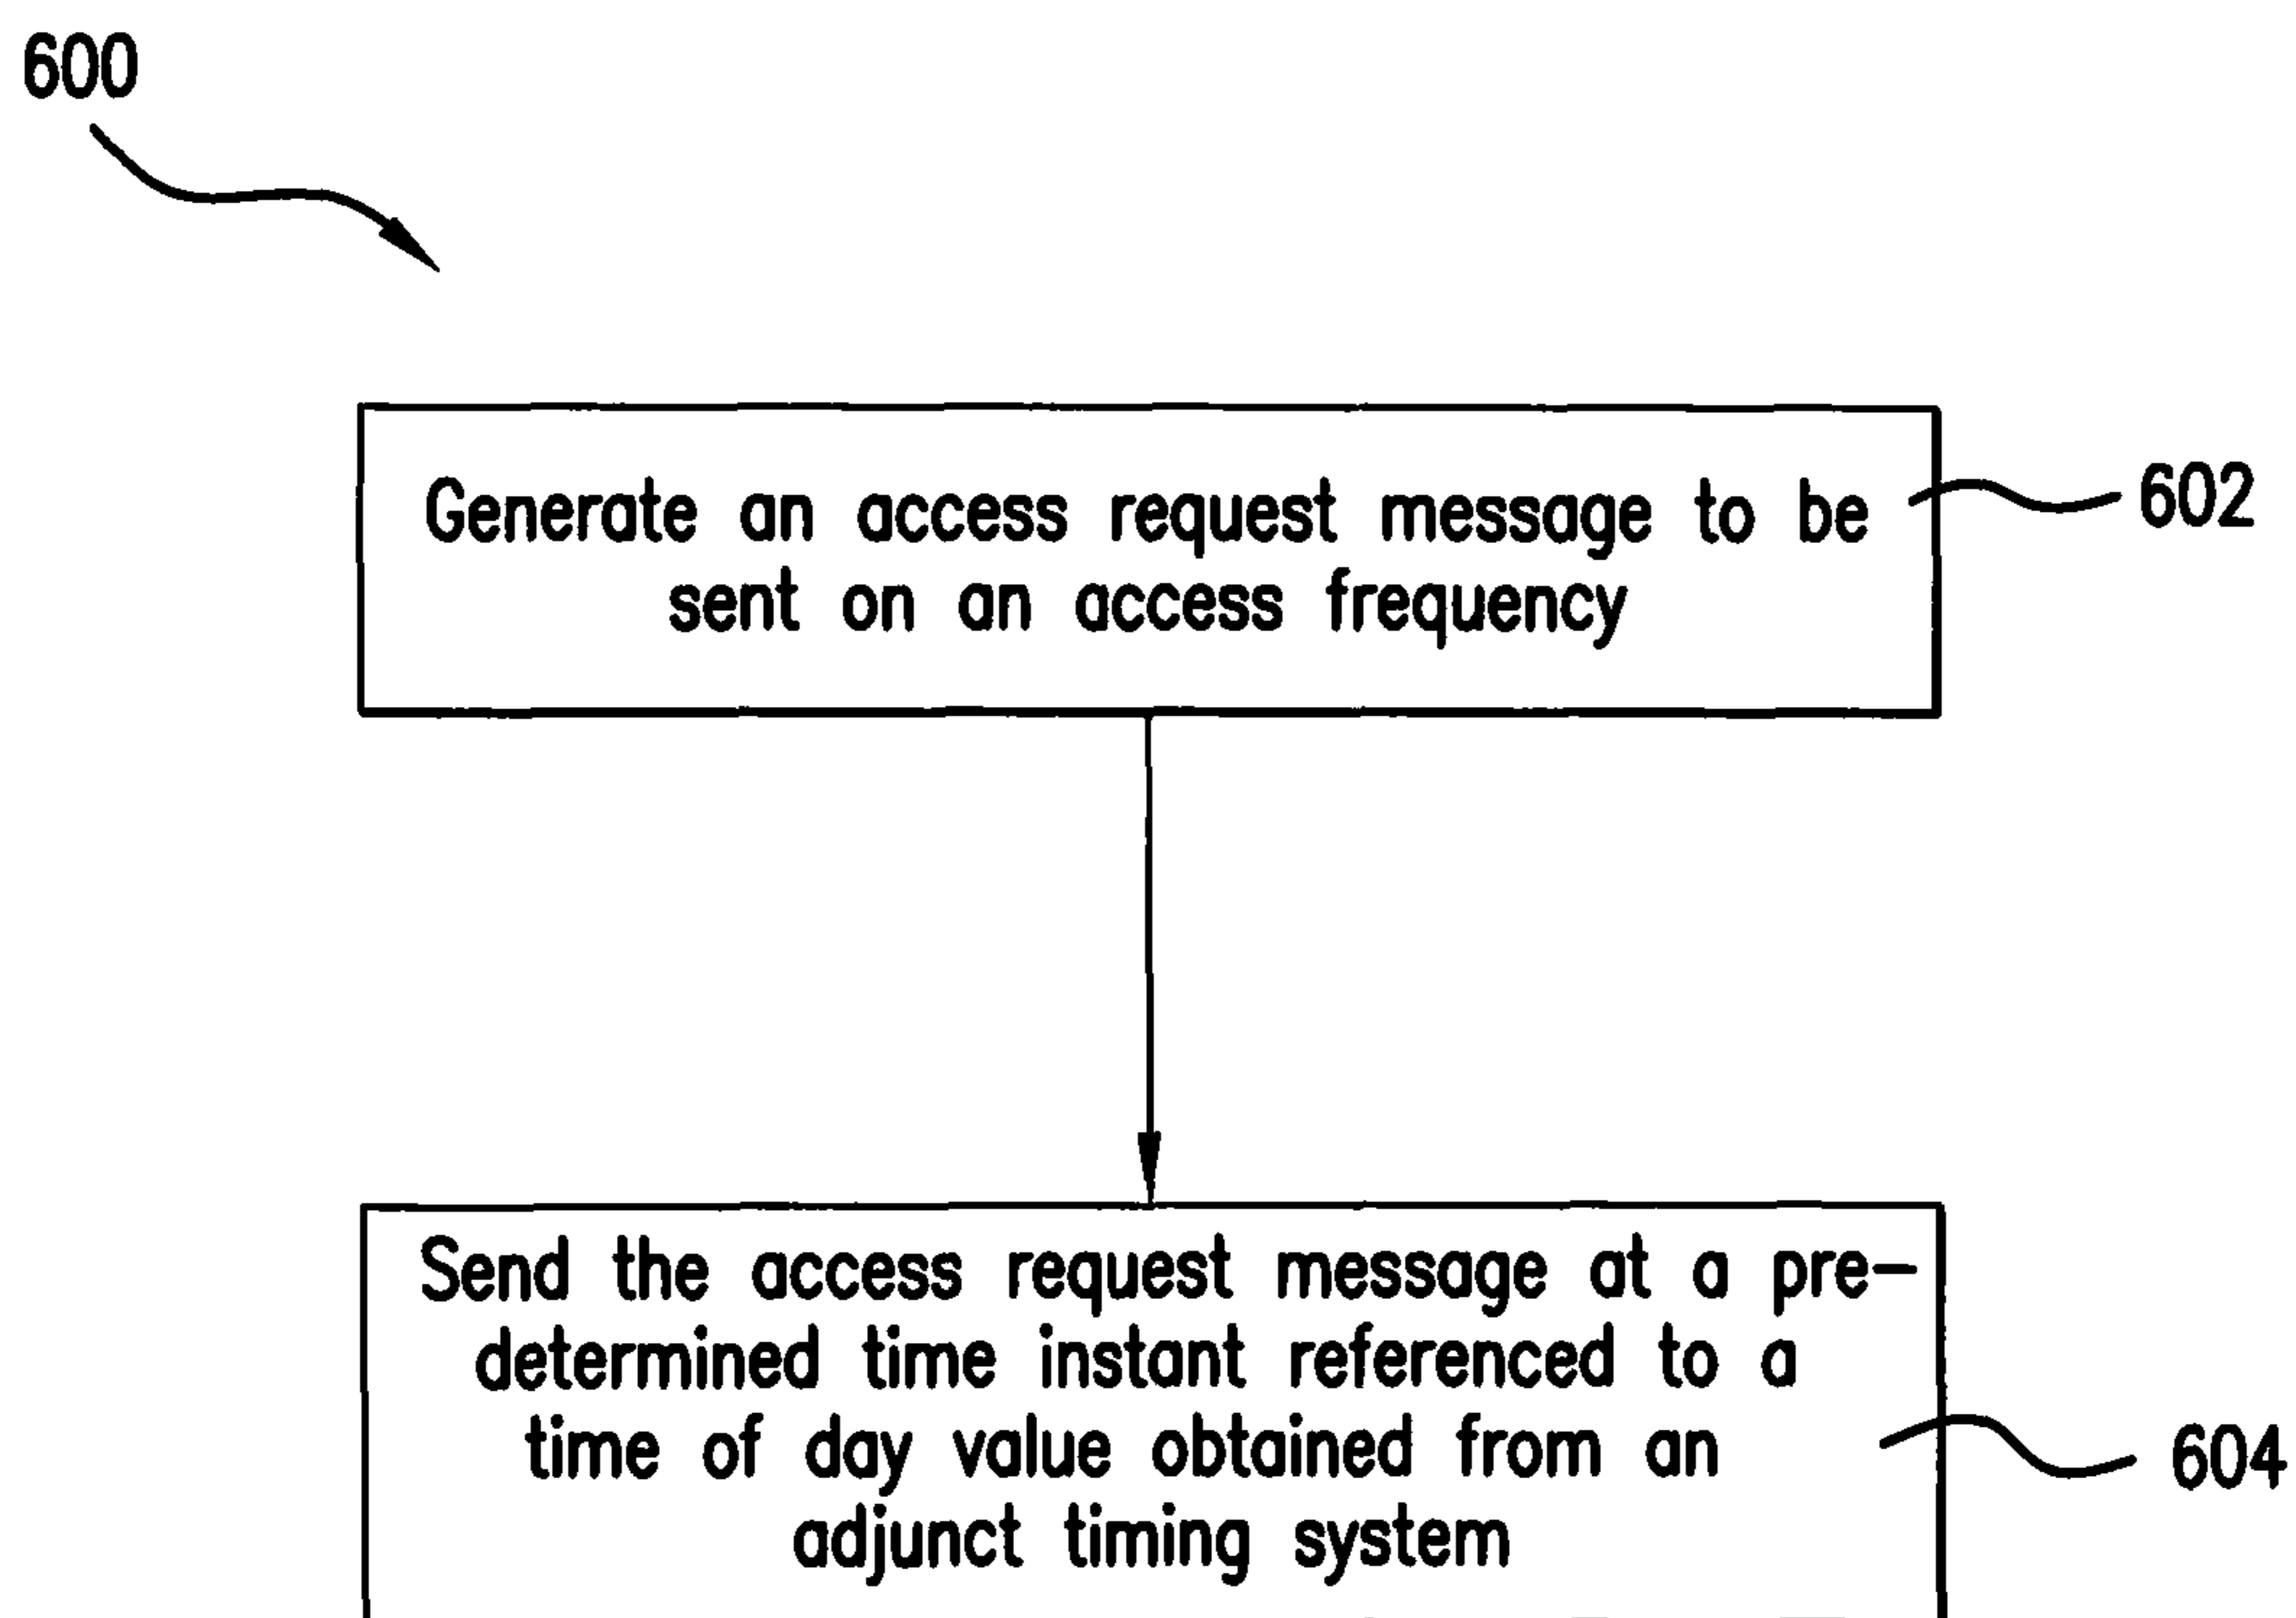 600
Generate an access request message to be
sent on an access frequency
602
Send the access request message at a pre-
determined time instant referenced to a
time of day value obtained from an
adjunct timing system
604